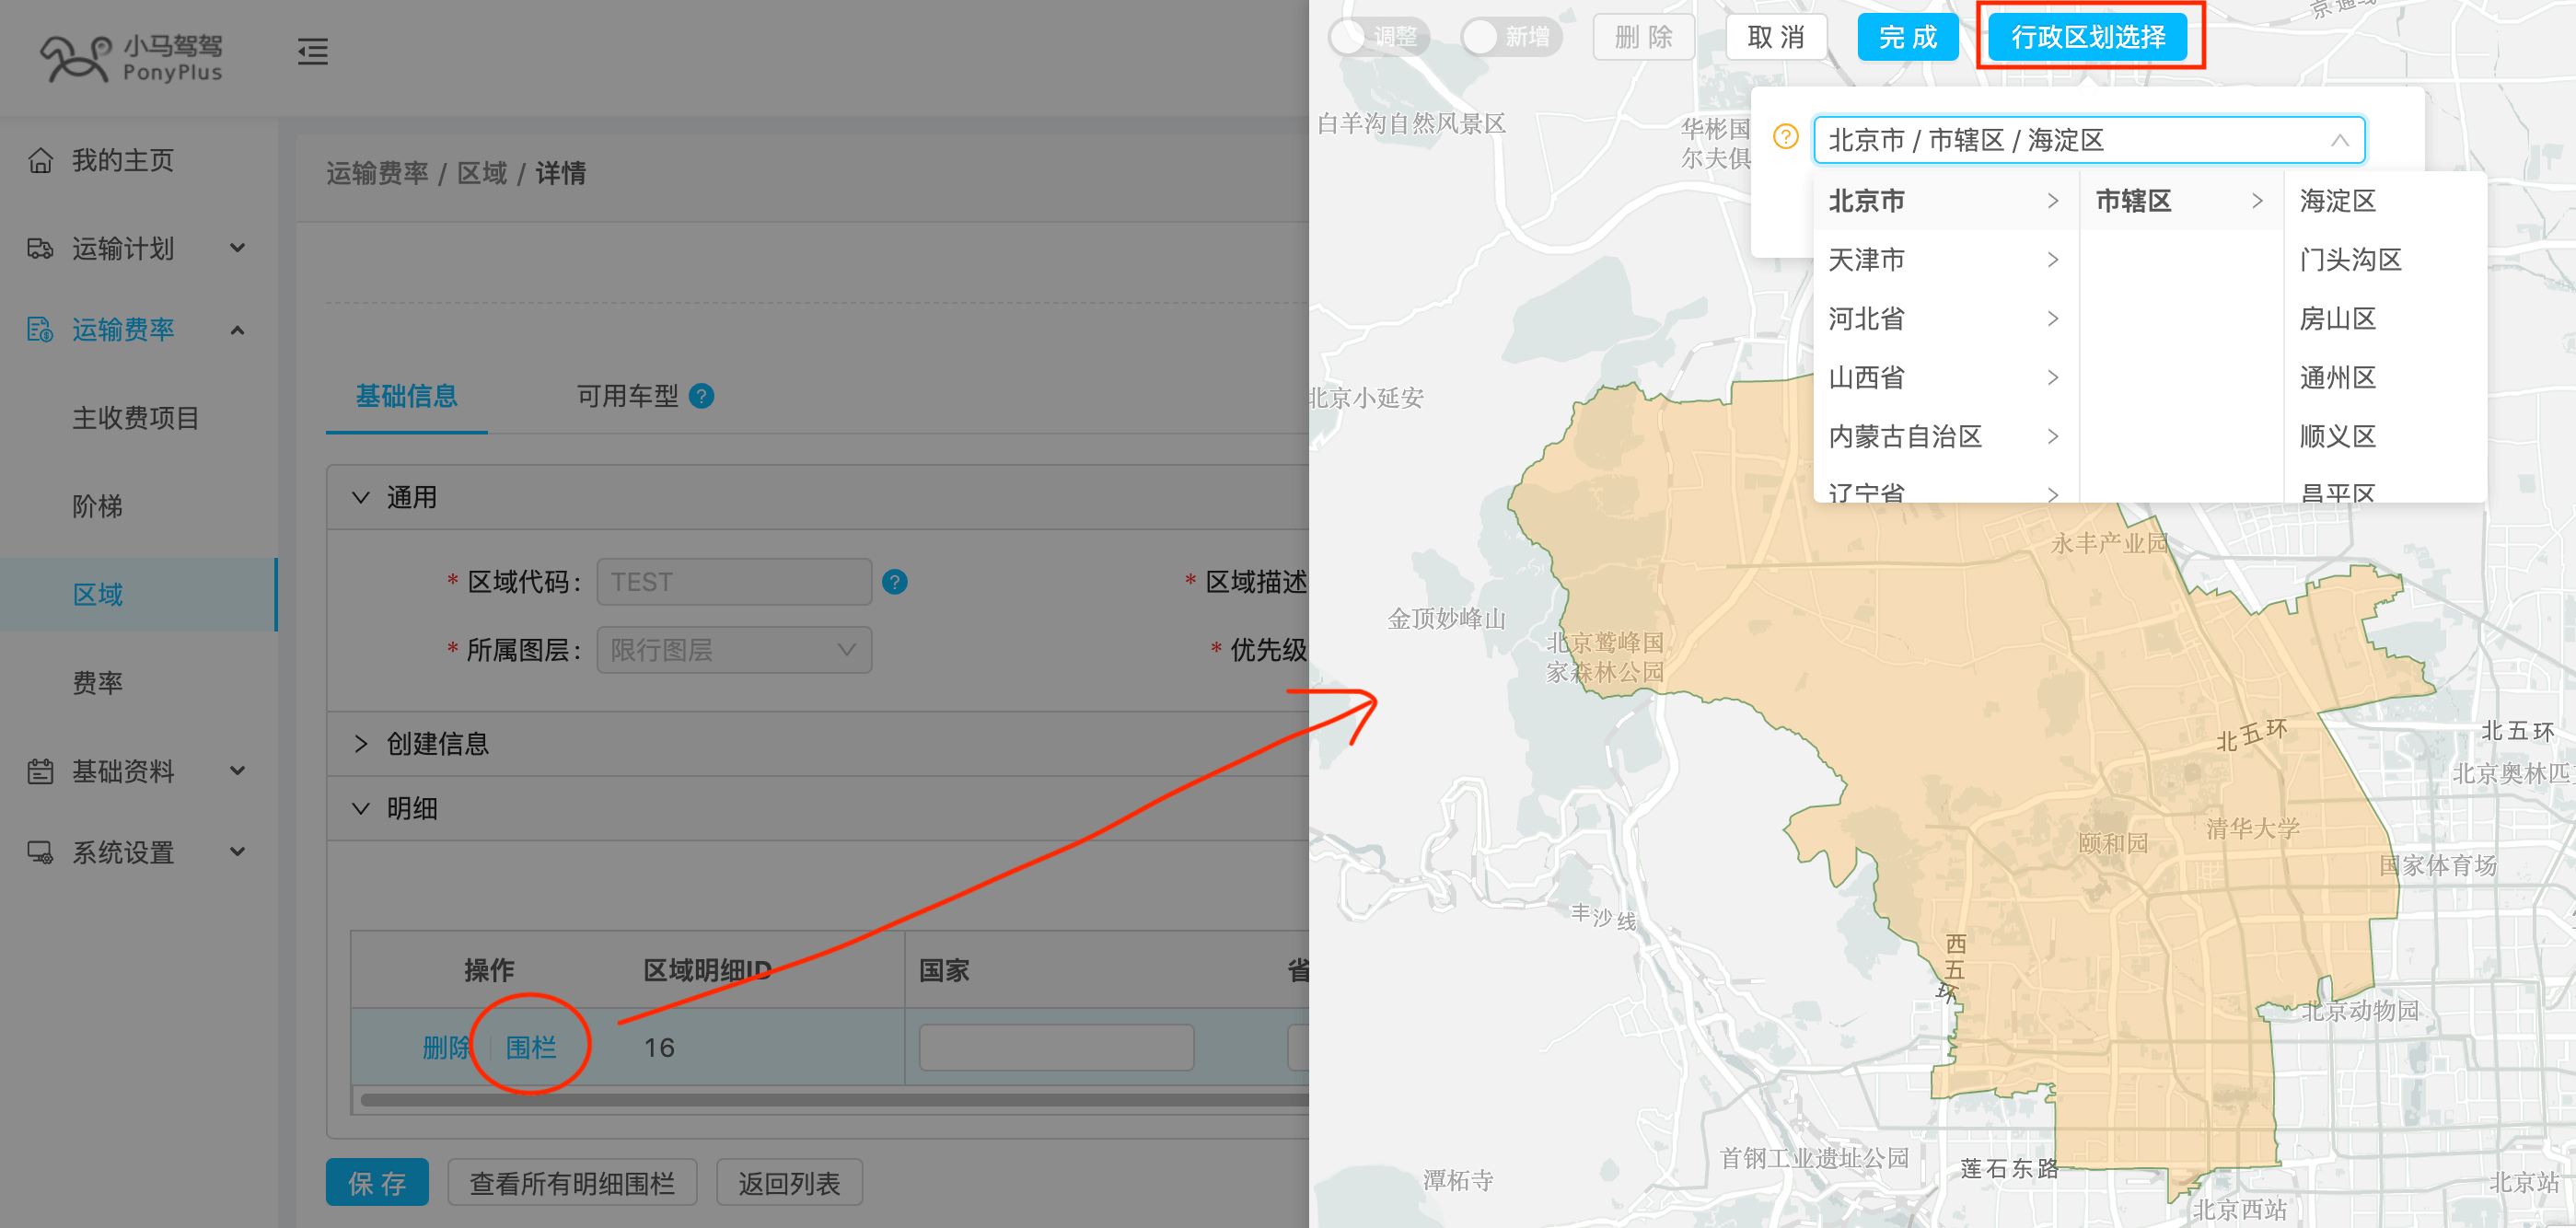 小马驾驾
PonyPlus
我的主页
运输计划
运输费率
主收费项目
阶梯
区域
费率
基础资料
系统设置
运输费率 / 区域 / 详情
基础信息
可用车型 ?
通用
* 区域代码 : TEST ?
* 区域描述
* 所属图层 : 限行图层
* 优先级
创建信息
明细
操作 区域明细ID 国家 省
删除 围栏 16
保 存 查看所有明细围栏 返回列表
调整 新增 删 除 取 消 完 成 行政区划选择
? 北京市 / 市辖区 / 海淀区
北京市 市辖区 海淀区
天津市 门头沟区
河北省 房山区
山西省 通州区
内蒙古自治区 顺义区
辽宁省 昌平区
京通线
白羊沟自然风景区
华彬国
尔夫俱
北京小延安
永丰产业园
金顶妙峰山
北京鹫峰国
家森林公园
北五环
北五环
北京奥林匹
清华大学
颐和园
国家体育场
丰沙线
西五环
北京动物园
首钢工业遗址公园
莲石东路
潭柘寺
北京站
北京西站